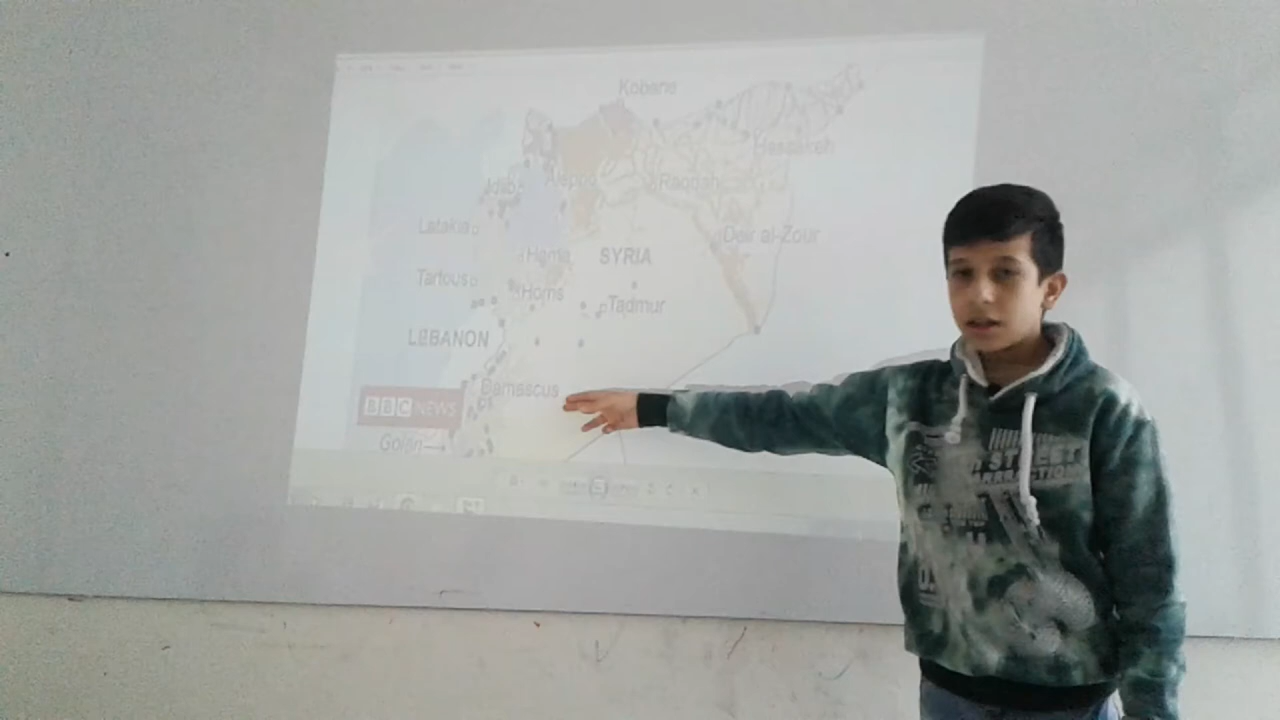 Kobane
Hassakeh
Idlib
Aleppo
Raqqah
Latakia
Deir al-Zour
Hama
SYRIA
Tartous
Homs
Tadmur
LEBANON
Damascus
BBC NEWS
Golan
STREET